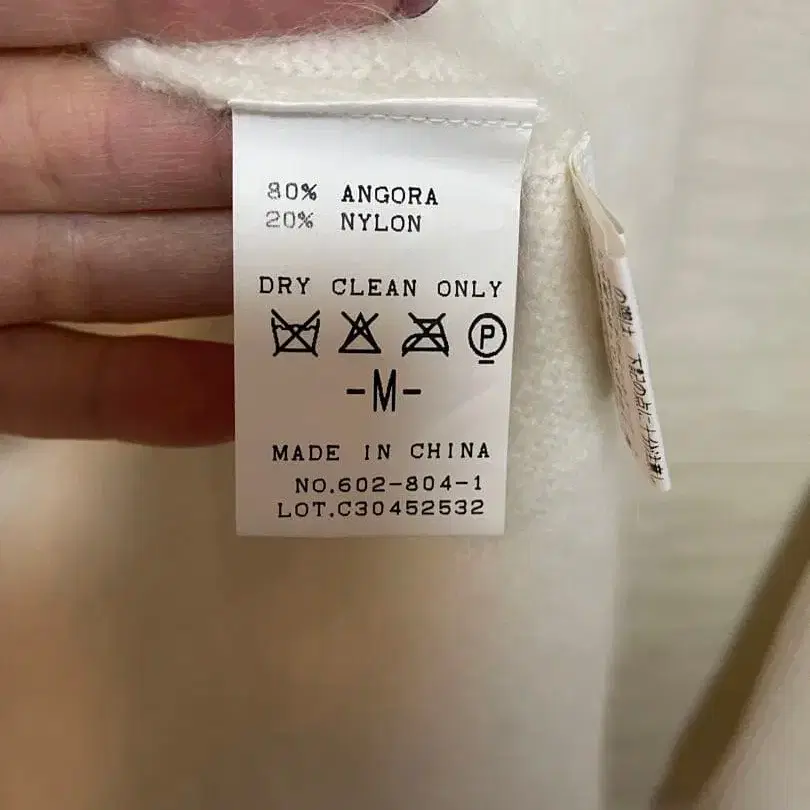 80% ANGORA
20% NYLON
DRY CLEAN ONLY
P
-M-
MADE IN CHINA
NO.602-804-1
LOT.C30452532